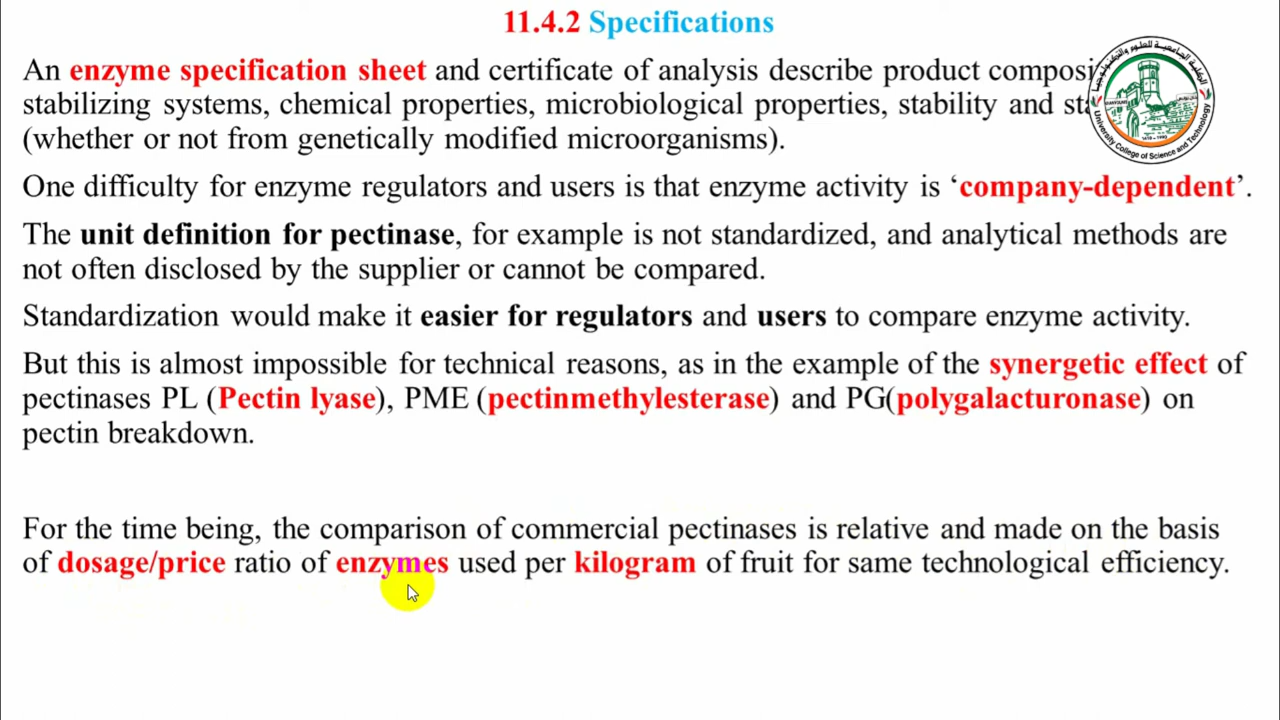 11.4.2 Specifications
An enzyme specification sheet and certificate of analysis describe product
stabilizing systems, chemical properties, microbiological properties, stability and
(whether or not from genetically modified microorganisms).
One difficulty for enzyme regulators and users is that enzyme activity is ‘company-dependent’.
The unit definition for pectinase, for example is not standardized, and analytical methods are
not often disclosed by the supplier or cannot be compared.
Standardization would make it easier for regulators and users to compare enzyme activity.
But this is almost impossible for technical reasons, as in the example of the synergetic effect of
pectinases PL (Pectin lyase), PME (pectinmethylesterase) and PG(polygalacturonase) on
pectin breakdown.
For the time being, the comparison of commercial pectinases is relative and made on the basis
of dosage/price ratio of enzymes used per kilogram of fruit for same technological efficiency.
University College of Science and Technology